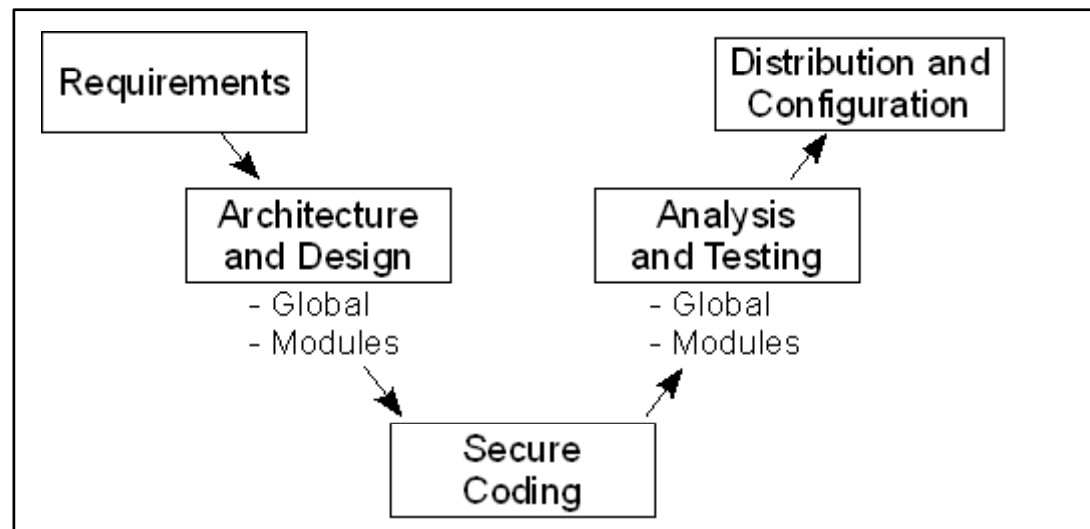 Requirements
Architecture
and Design
- Global
- Modules
Secure
Coding
Analysis
and Testing
- Global
- Modules
Distribution and
Configuration